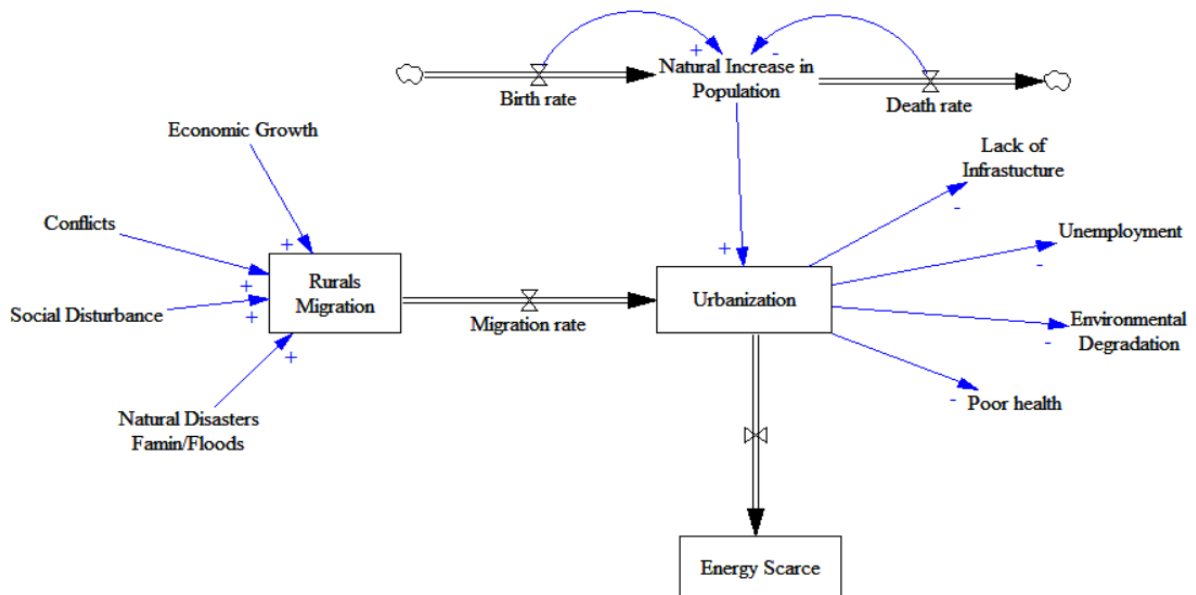 +
-
Natural Increase in
Population
Birth rate
Death rate
Economic Growth
Lack of
Infrastucture
-
Conflicts
Unemployment
-
+
+
Rurals
Migration
+
Urbanization
Social Disturbance
+
+
Migration rate
Environmental
Degradation
-
+
Natural Disasters
Famin/Floods
-
Poor health
Energy Scarce